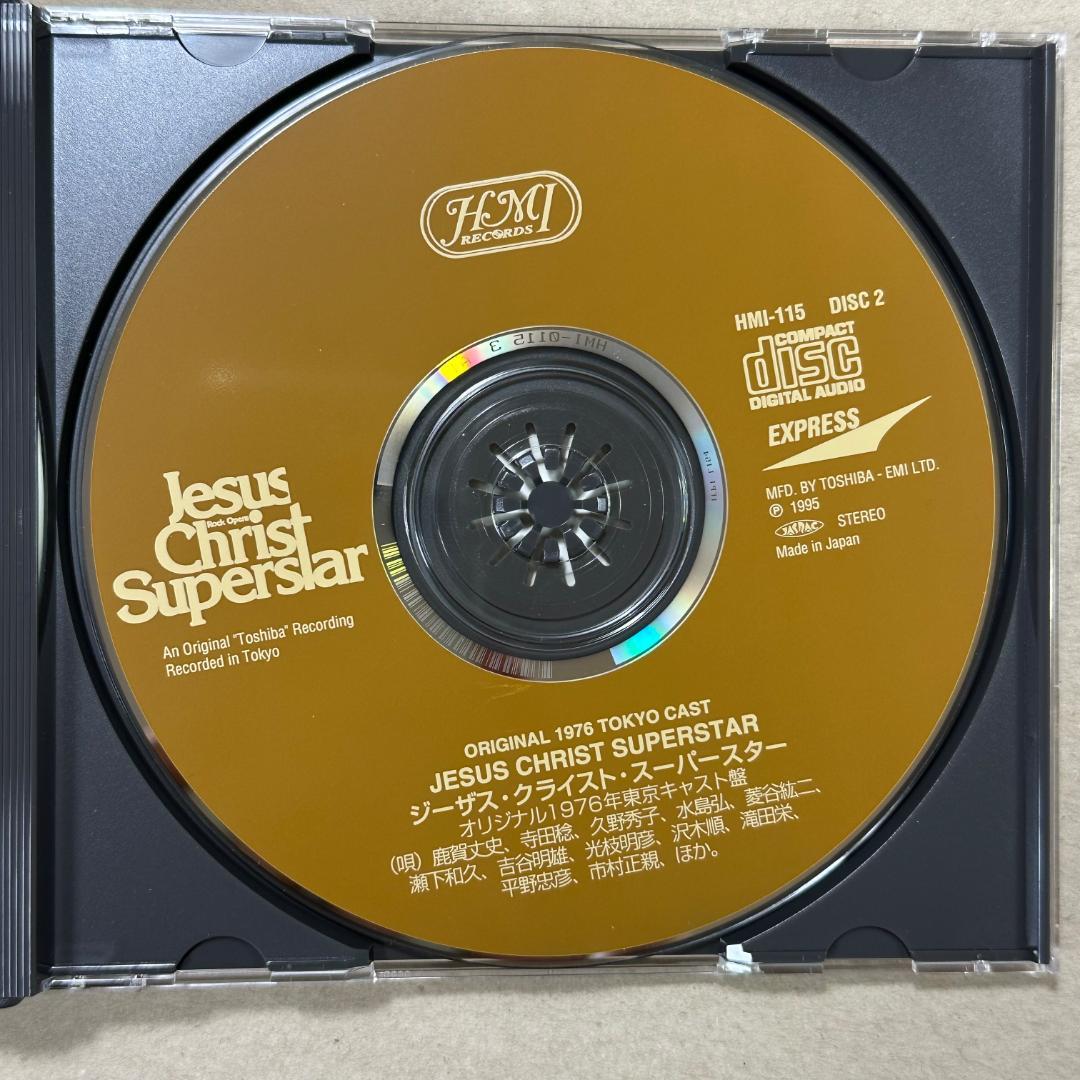 HMI
RECORDS
HMI-115 DISC 2
COMPACT
disc
DIGITAL AUDIO
EXPRESS
MFD. BY TOSHIBA - EMI LTD.
Ⓟ 1995
JASRAC STEREO
Made in Japan
HMI-0115 3
Jesus
Rock Opera
Christ
Superstar
An Original "Toshiba" Recording
Recorded in Tokyo
ORIGINAL 1976 TOKYO CAST
JESUS CHRIST SUPERSTAR
ジーザス・クライスト・スーパースター
オリジナル1976年東京キャスト盤
（唄）鹿賀丈史、寺田稔、久野秀子、水島弘、菱谷紘二、
瀬下和久、吉谷明雄、光枝明彦、沢木順、滝田栄、
平野忠彦、市村正親、ほか。